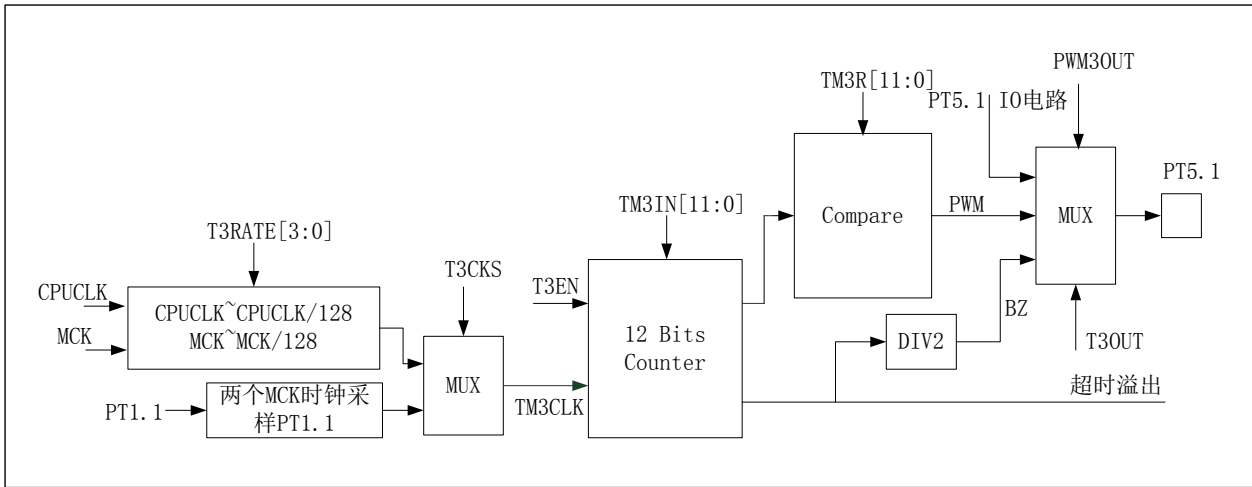 PWM3OUT
TM3R[11:0]
PT5.1 IO电路
PT5.1
TM3IN[11:0]
Compare
PWM
MUX
T3RATE[3:0]
T3CKS
T3EN
CPUCLK
CPUCLK~CPUCLK/128
MCK~MCK/128
MCK
12 Bits
Counter
BZ
DIV2
T3OUT
MUX
两个MCK时钟采
样PT1.1
PT1.1
TM3CLK
超时溢出